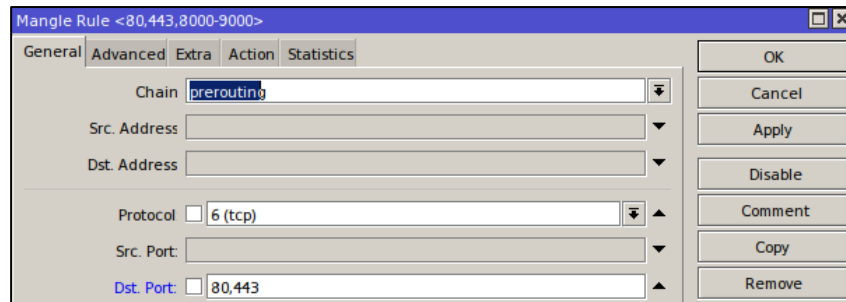 Mangle Rule <80,443,8000-9000>
General Advanced Extra Action Statistics
OK
Chain prerouting
Cancel
Src. Address
Apply
Dst. Address
Disable
Protocol 6 (tcp)
Comment
Src. Port:
Copy
Dst. Port: 80,443
Remove